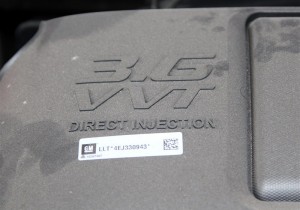 3.6
VVT
DIRECT INJECTION
GM
LLT*4EJ330943*